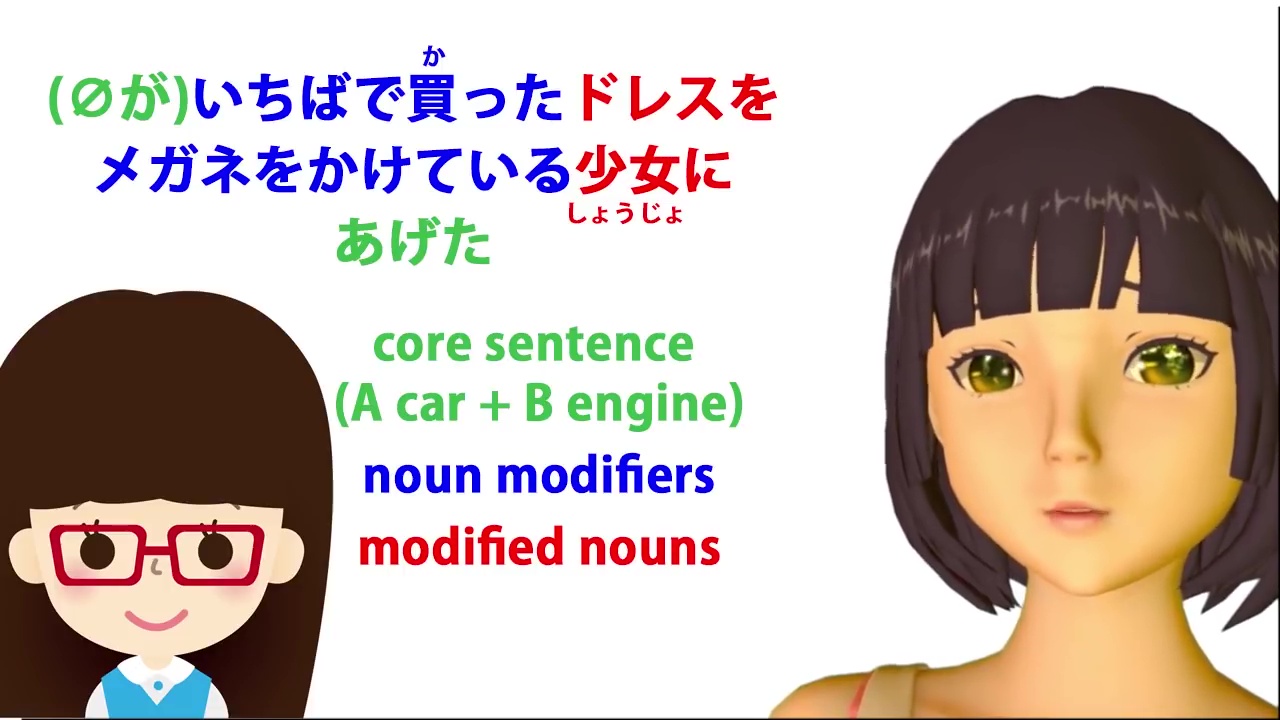 か
(∅が)いちばで買ったドレスを
メガネをかけている少女に
しょうじょ
あげた
core sentence
(A car + B engine)
noun modifiers
modified nouns